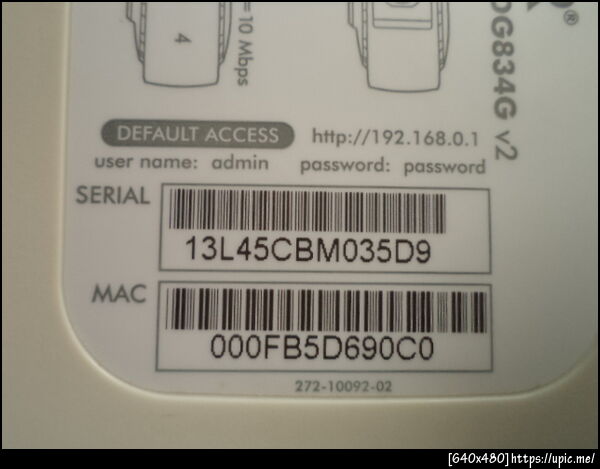 4
= 10 Mbps
®
DG834G v2
DEFAULT ACCESS http://192.168.0.1
user name: admin password: password
SERIAL
13L45CBM035D9
MAC
000FB5D690C0
272-10092-02
[640x480]https://upic.me/